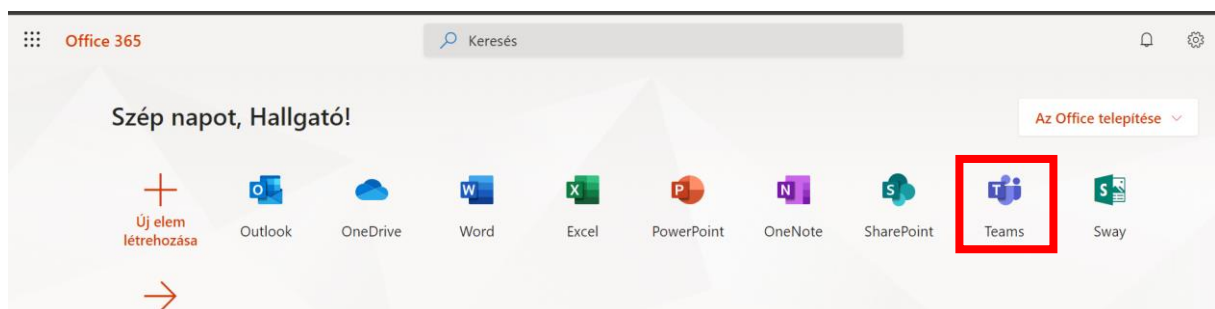 Office 365
Keresés
Szép napot, Hallgató!
Az Office telepítése
Új elem
létrehozása
Outlook
OneDrive
Word
Excel
PowerPoint
OneNote
SharePoint
Teams
Sway